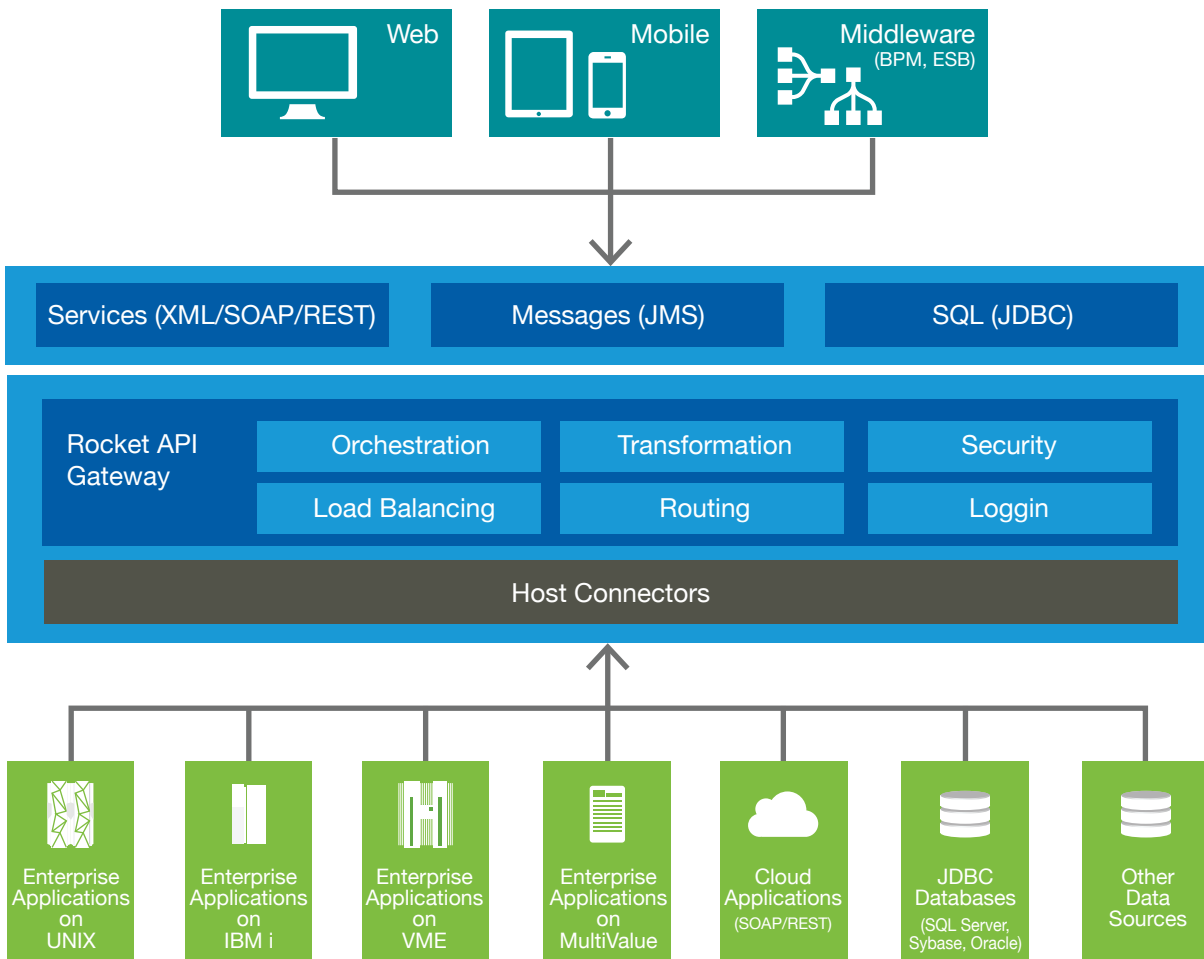 Web
Mobile
Middleware
(BPM, ESB)
Services (XML/SOAP/REST)
Messages (JMS)
SQL (JDBC)
Rocket API
Gateway
Orchestration
Transformation
Security
Load Balancing
Routing
Loggin
Host Connectors
Enterprise
Applications
on
UNIX
Enterprise
Applications
on
IBM i
Enterprise
Applications
on
VME
Enterprise
Applications
on
MultiValue
Cloud
Applications
(SOAP/REST)
JDBC
Databases
(SQL Server,
Sybase, Oracle)
Other
Data
Sources